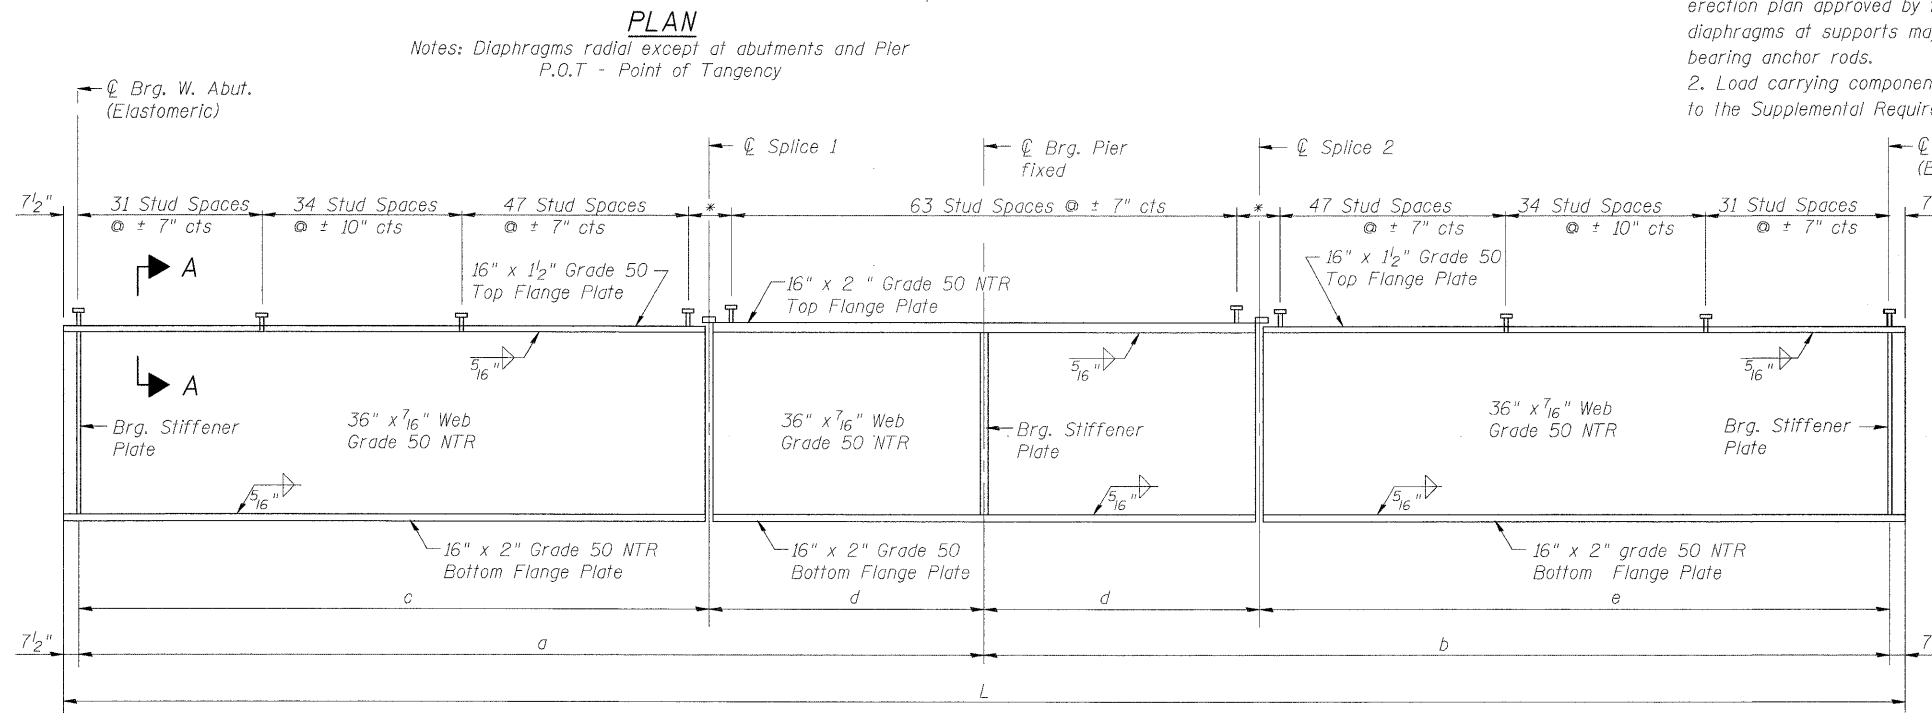 PLAN
Notes: Diaphragms radial except at abutments and Pier
P.O.T - Point of Tangency
erection plan approved by
diaphragms at supports
bearing anchor rods.
2. Load carrying
to the Supplemental
℄ Brg. W. Abut.
(Elastomeric)
℄ Splice 1
℄ Brg. Pier
fixed
℄ Splice 2
℄
7½"
31 Stud Spaces
@ ± 7" cts
34 Stud Spaces
@ ± 10" cts
47 Stud Spaces
@ ± 7" cts
*
63 Stud Spaces @ ± 7" cts
*
47 Stud Spaces
@ ± 7" cts
34 Stud Spaces
@ ± 10" cts
31 Stud Spaces
@ ± 7" cts
7
A
A
16" x 1½" Grade 50
Top Flange Plate
16" x 2 " Grade 50 NTR
Top Flange Plate
16" x 1½" Grade 50
Top Flange Plate
5/16"
5/16"
5/16"
Brg. Stiffener
Plate
36" x 7/16" Web
Grade 50 NTR
36" x 7/16" Web
Grade 50 NTR
Brg. Stiffener
Plate
36" x 7/16" Web
Grade 50 NTR
Brg. Stiffener
Plate
5/16"
5/16"
5/16"
16" x 2" Grade 50 NTR
Bottom Flange Plate
16" x 2" Grade 50
Bottom Flange Plate
16" x 2" grade 50 NTR
Bottom Flange Plate
c
d
d
e
7½"
a
b
7
L